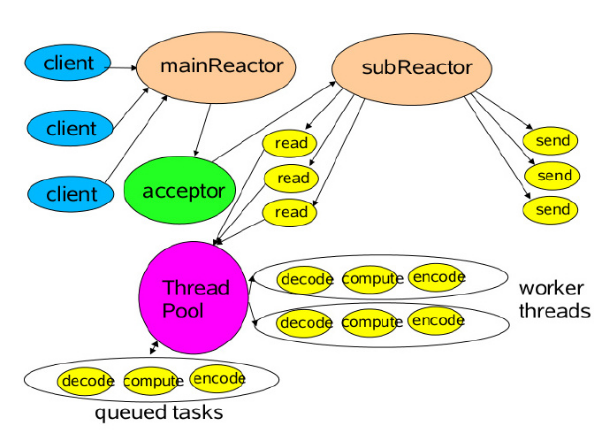 client
mainReactor
subReactor
client
read
send
client
acceptor
read
send
read
send
Thread
Pool
decode
compute
encode
worker
threads
decode
compute
encode
decode
compute
encode
queued tasks